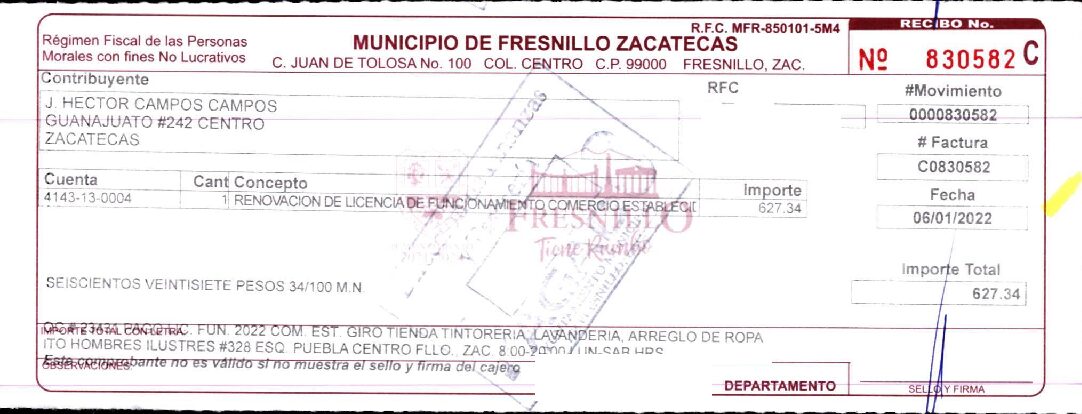 R.F.C. MFR-850101-5M4
RECIBO No.
Régimen Fiscal de las Personas
Morales con fines No Lucrativos
MUNICIPIO DE FRESNILLO ZACATECAS
C. JUAN DE TOLOSA No. 100 COL. CENTRO C.P. 99000 FRESNILLO, ZAC.
Nº 830582 C
Contribuyente
RFC
J. HECTOR CAMPOS CAMPOS
GUANAJUATO #242 CENTRO
ZACATECAS
#Movimiento
0000830582
# Factura
C0830582
Fecha
06/01/2022
Cuenta Cant Concepto Importe
4143-13-0004 1 RENOVACION DE LICENCIA DE FUNCIONAMIENTO COMERCIO ESTABLECID 627.34
FRESNILLO
Tiene Rumbo
Importe Total
627.34
SEISCIENTOS VEINTISIETE PESOS 34/100 M.N.
IMPORTE TOTAL CON LETRA
FUN. 2022 COM. EST. GIRO TIENDA TINTORERIA, LAVANDERIA, ARREGLO DE ROPA
ITO HOMBRES ILUSTRES #328 ESQ. PUEBLA CENTRO FLLO., ZAC. LUN-SAB HRS
OBSERVACIONES:
Este comprobante no es válido si no muestra el sello y firma del cajero
DEPARTAMENTO
SELLO Y FIRMA